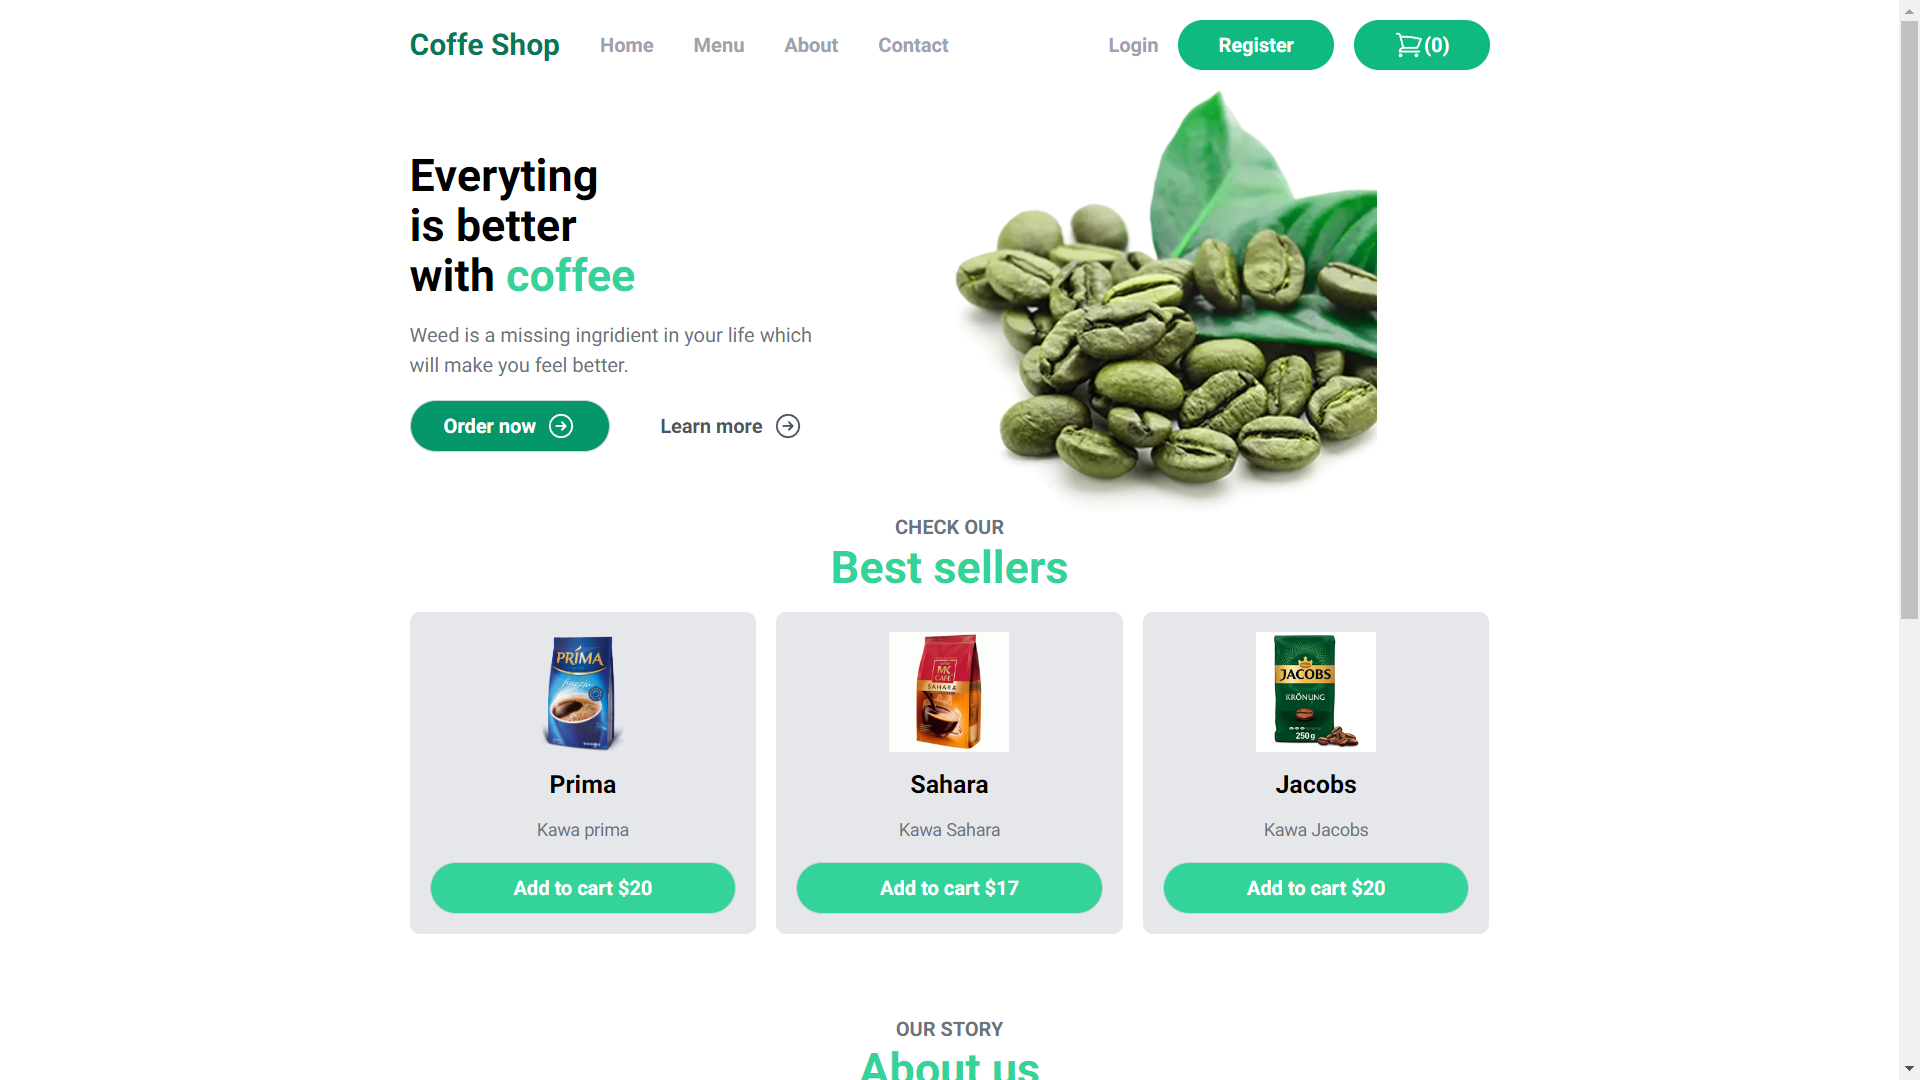 Coffe Shop Home Menu About Contact Login Register (0)
Everyting
is better
with coffee
Weed is a missing ingridient in your life which
will make you feel better.
Order now Learn more
CHECK OUR
Best sellers
PRIMA
finezja
MK
CAFE
SAHARA
JACOBS
KRÖNUNG
250g
Prima Sahara Jacobs
Kawa prima Kawa Sahara Kawa Jacobs
Add to cart $20 Add to cart $17 Add to cart $20
OUR STORY
About us